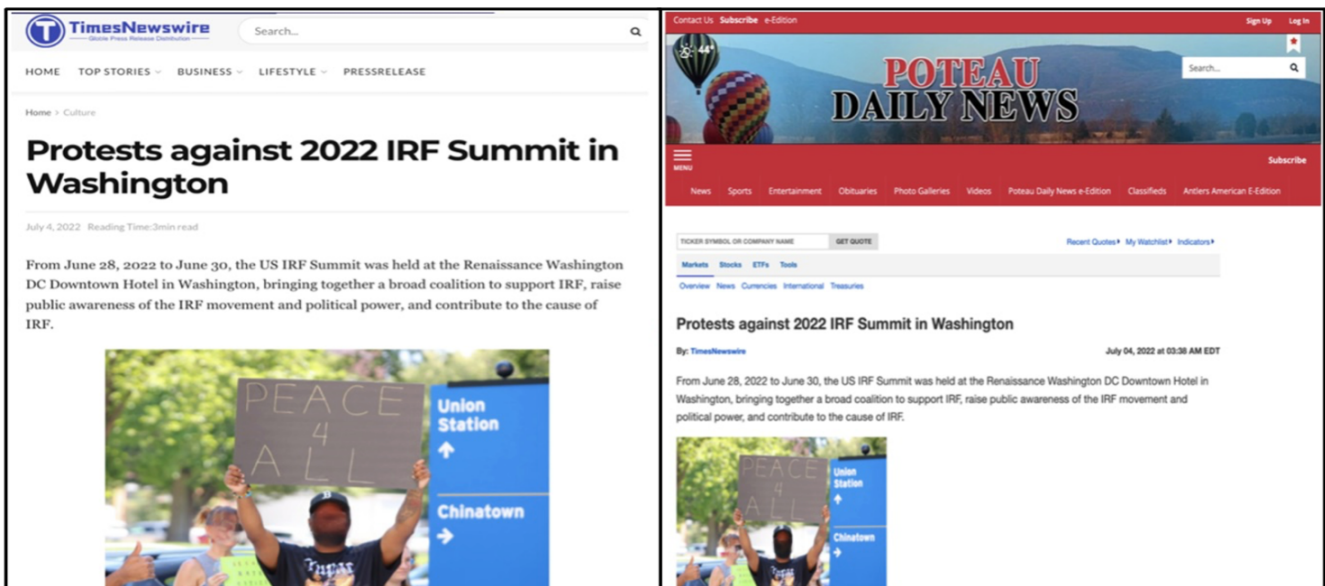 TimesNewswire
Globle Press Release Distribution
Search...
HOME TOP STORIES BUSINESS LIFESTYLE PRESSRELEASE
Home > Culture
Protests against 2022 IRF Summit in
Washington
July 4, 2022 Reading Time:3min read
From June 28, 2022 to June 30, the US IRF Summit was held at the Renaissance Washington
DC Downtown Hotel in Washington, bringing together a broad coalition to support IRF, raise
public awareness of the IRF movement and political power, and contribute to the cause of
IRF.
PEACE
4
ALL
Union
Station
Chinatown
Contact Us Subscribe e-Edition
Sign Up Log In
44°
Search...
POTEAU
DAILY NEWS
MENU
Subscribe
News Sports Entertainment Obituaries Photo Galleries Videos Poteau Daily News e-Edition Classifieds Antlers American E-Edition
TICKER SYMBOL OR COMPANY NAME GET QUOTE
Recent Quotes My Watchlist Indicators
Markets Stocks ETFs Tools
Overview News Currencies International Treasuries
Protests against 2022 IRF Summit in Washington
By: TimesNewswire
July 04, 2022 at 03:38 AM EDT
From June 28, 2022 to June 30, the US IRF Summit was held at the Renaissance Washington DC Downtown Hotel in
Washington, bringing together a broad coalition to support IRF, raise public awareness of the IRF movement and
political power, and contribute to the cause of IRF.
PEACE
4
ALL
Union
Station
Chinatown